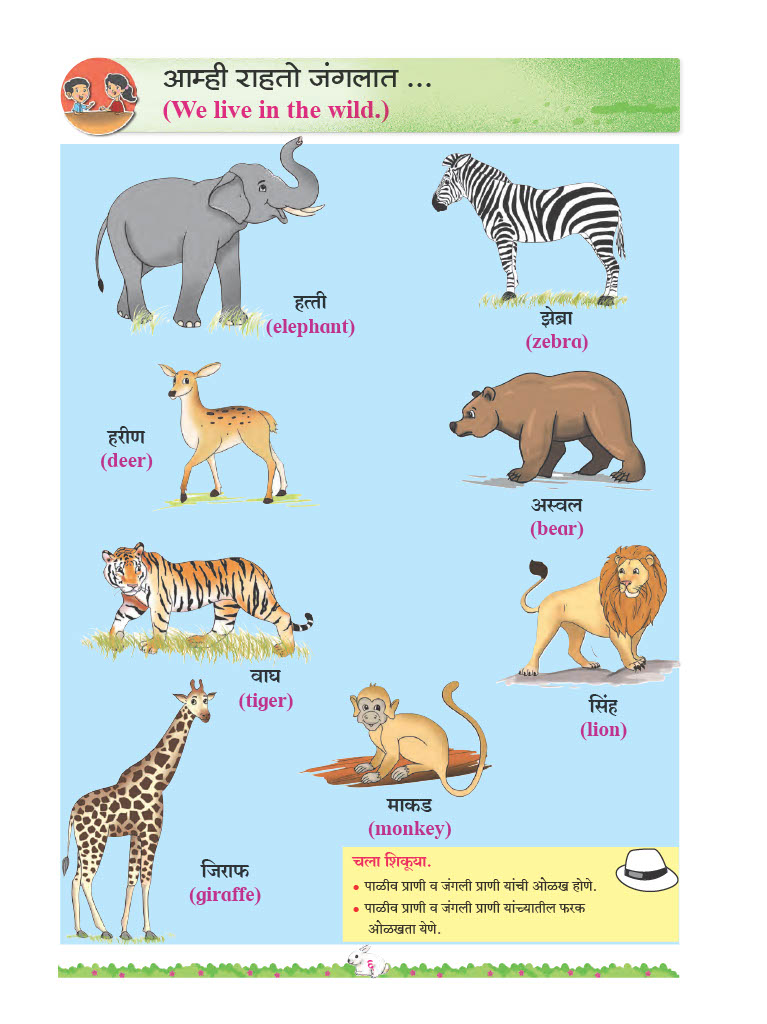 आम्ही राहतो जंगलात ...
(We live in the wild.)
हत्ती
(elephant)
झेब्रा
(zebra)
हरीण
(deer)
अस्वल
(bear)
वाघ
(tiger)
सिंह
(lion)
माकड
(monkey)
जिराफ
(giraffe)
चला शिकूया.
• पाळीव प्राणी व जंगली प्राणी यांची ओळख होणे.
• पाळीव प्राणी व जंगली प्राणी यांच्यातील फरक
ओळखता येणे.
६